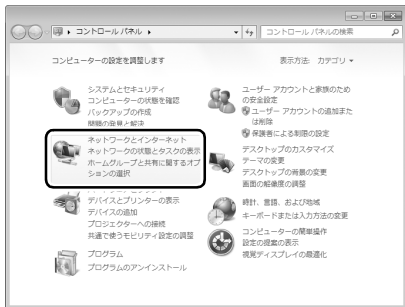 コントロール パネル
コントロール パネルの検索
コンピューターの設定を調整します
表示方法: カテゴリ
システムとセキュリティ
コンピューターの状態を確認
バックアップの作成
問題の発見と解決
ネットワークとインターネット
ネットワークの状態とタスクの表示
ホームグループと共有に関するオプ
ションの選択
デバイスとプリンターの表示
デバイスの追加
プロジェクターへの接続
共通で使うモビリティ設定の調整
プログラム
プログラムのアンインストール
ユーザー アカウントと家族のため
の安全設定
ユーザー アカウントの追加また
は削除
保護者による制限の設定
デスクトップのカスタマイズ
テーマの変更
デスクトップの背景の変更
画面の解像度の調整
時計、言語、および地域
キーボードまたは入力方法の変更
コンピューターの簡単操作
設定の提案の表示
視覚ディスプレイの最適化